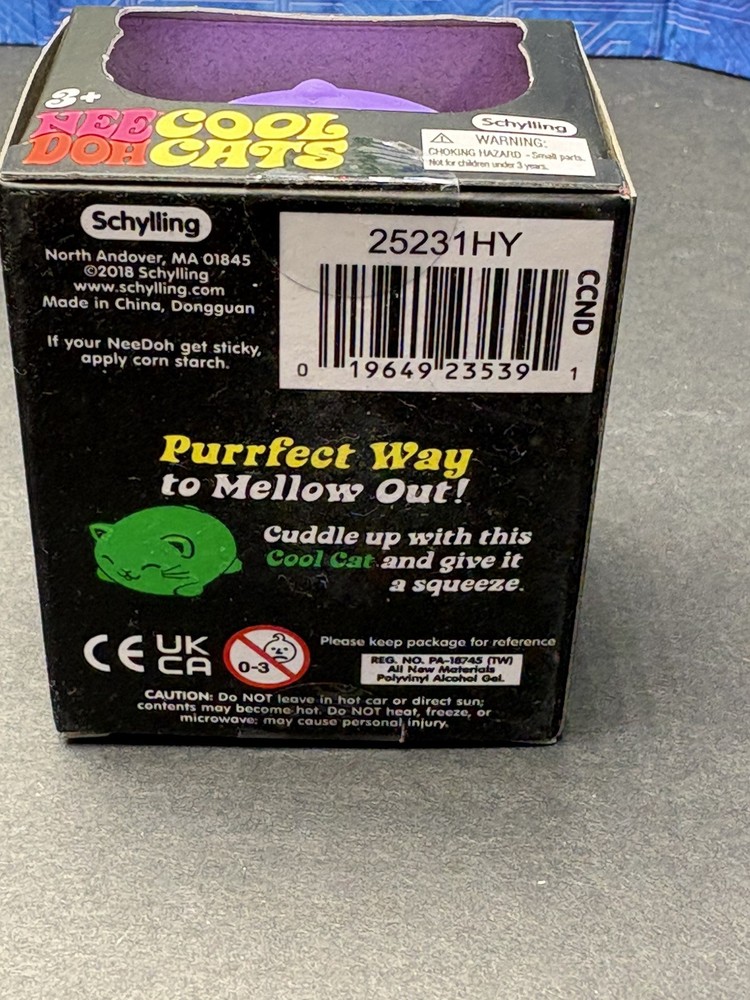 3+
NEE COOL
DOH CATS
Schylling
WARNING:
CHOKING HAZARD - Small parts.
Not for children under 3 years.
Schylling
North Andover, MA 01845
©2018 Schylling
www.schylling.com
Made in China, Dongguan
If your NeeDoh get sticky,
apply corn starch.
25231HY
CCND
0 19649 23539 1
Purrfect Way
to Mellow Out!
Cuddle up with this
Cool Cat and give it
a squeeze.
CE UK
CA
0-3
Please keep package for reference
REG. NO. PA-18745 (TW)
All New Materials
Polyvinyl Alcohol Gel.
CAUTION: Do NOT leave in hot car or direct sun;
contents may become hot. Do NOT heat, freeze, or
microwave; may cause personal injury.